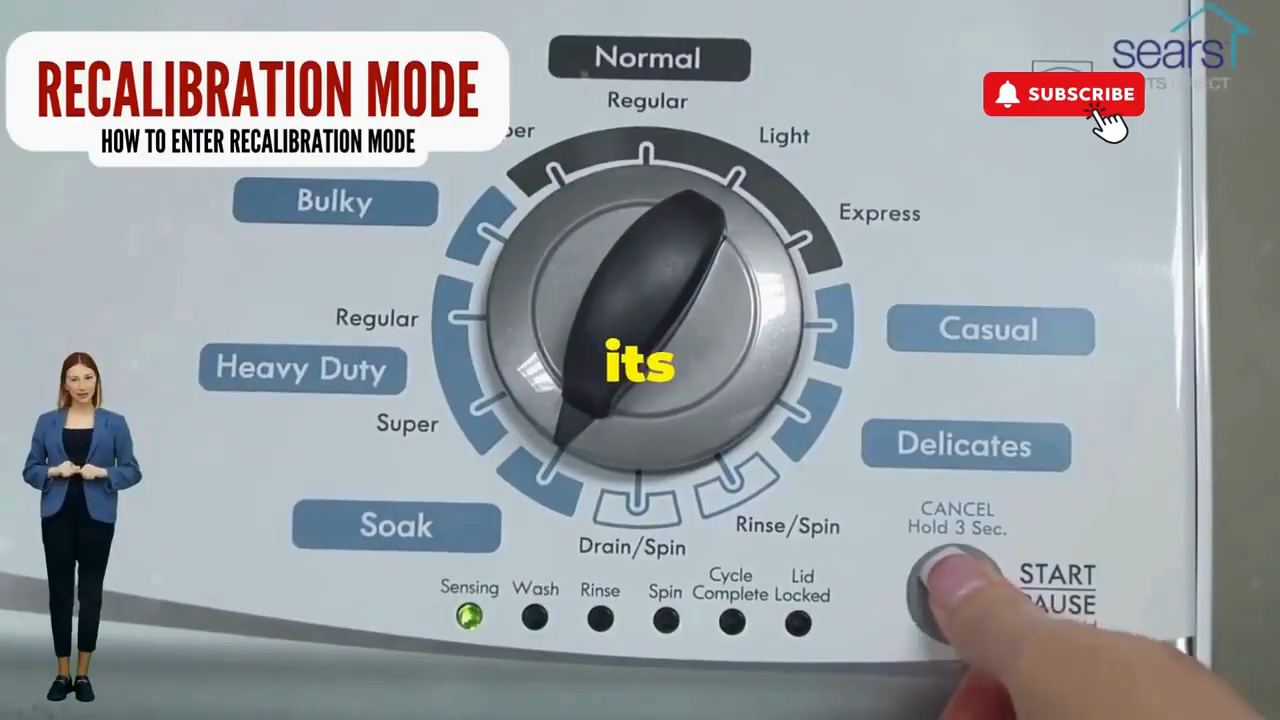 RECALIBRATION MODE
HOW TO ENTER RECALIBRATION MODE
sears
SUBSCRIBE
Normal
Regular
Light
Bulky
Express
Regular
Casual
Heavy Duty
its
Super
Delicates
Soak
Rinse/Spin
Drain/Spin
CANCEL
Hold 3 Sec.
Sensing
Wash
Rinse
Spin
Cycle
Complete
Lid
Locked
START